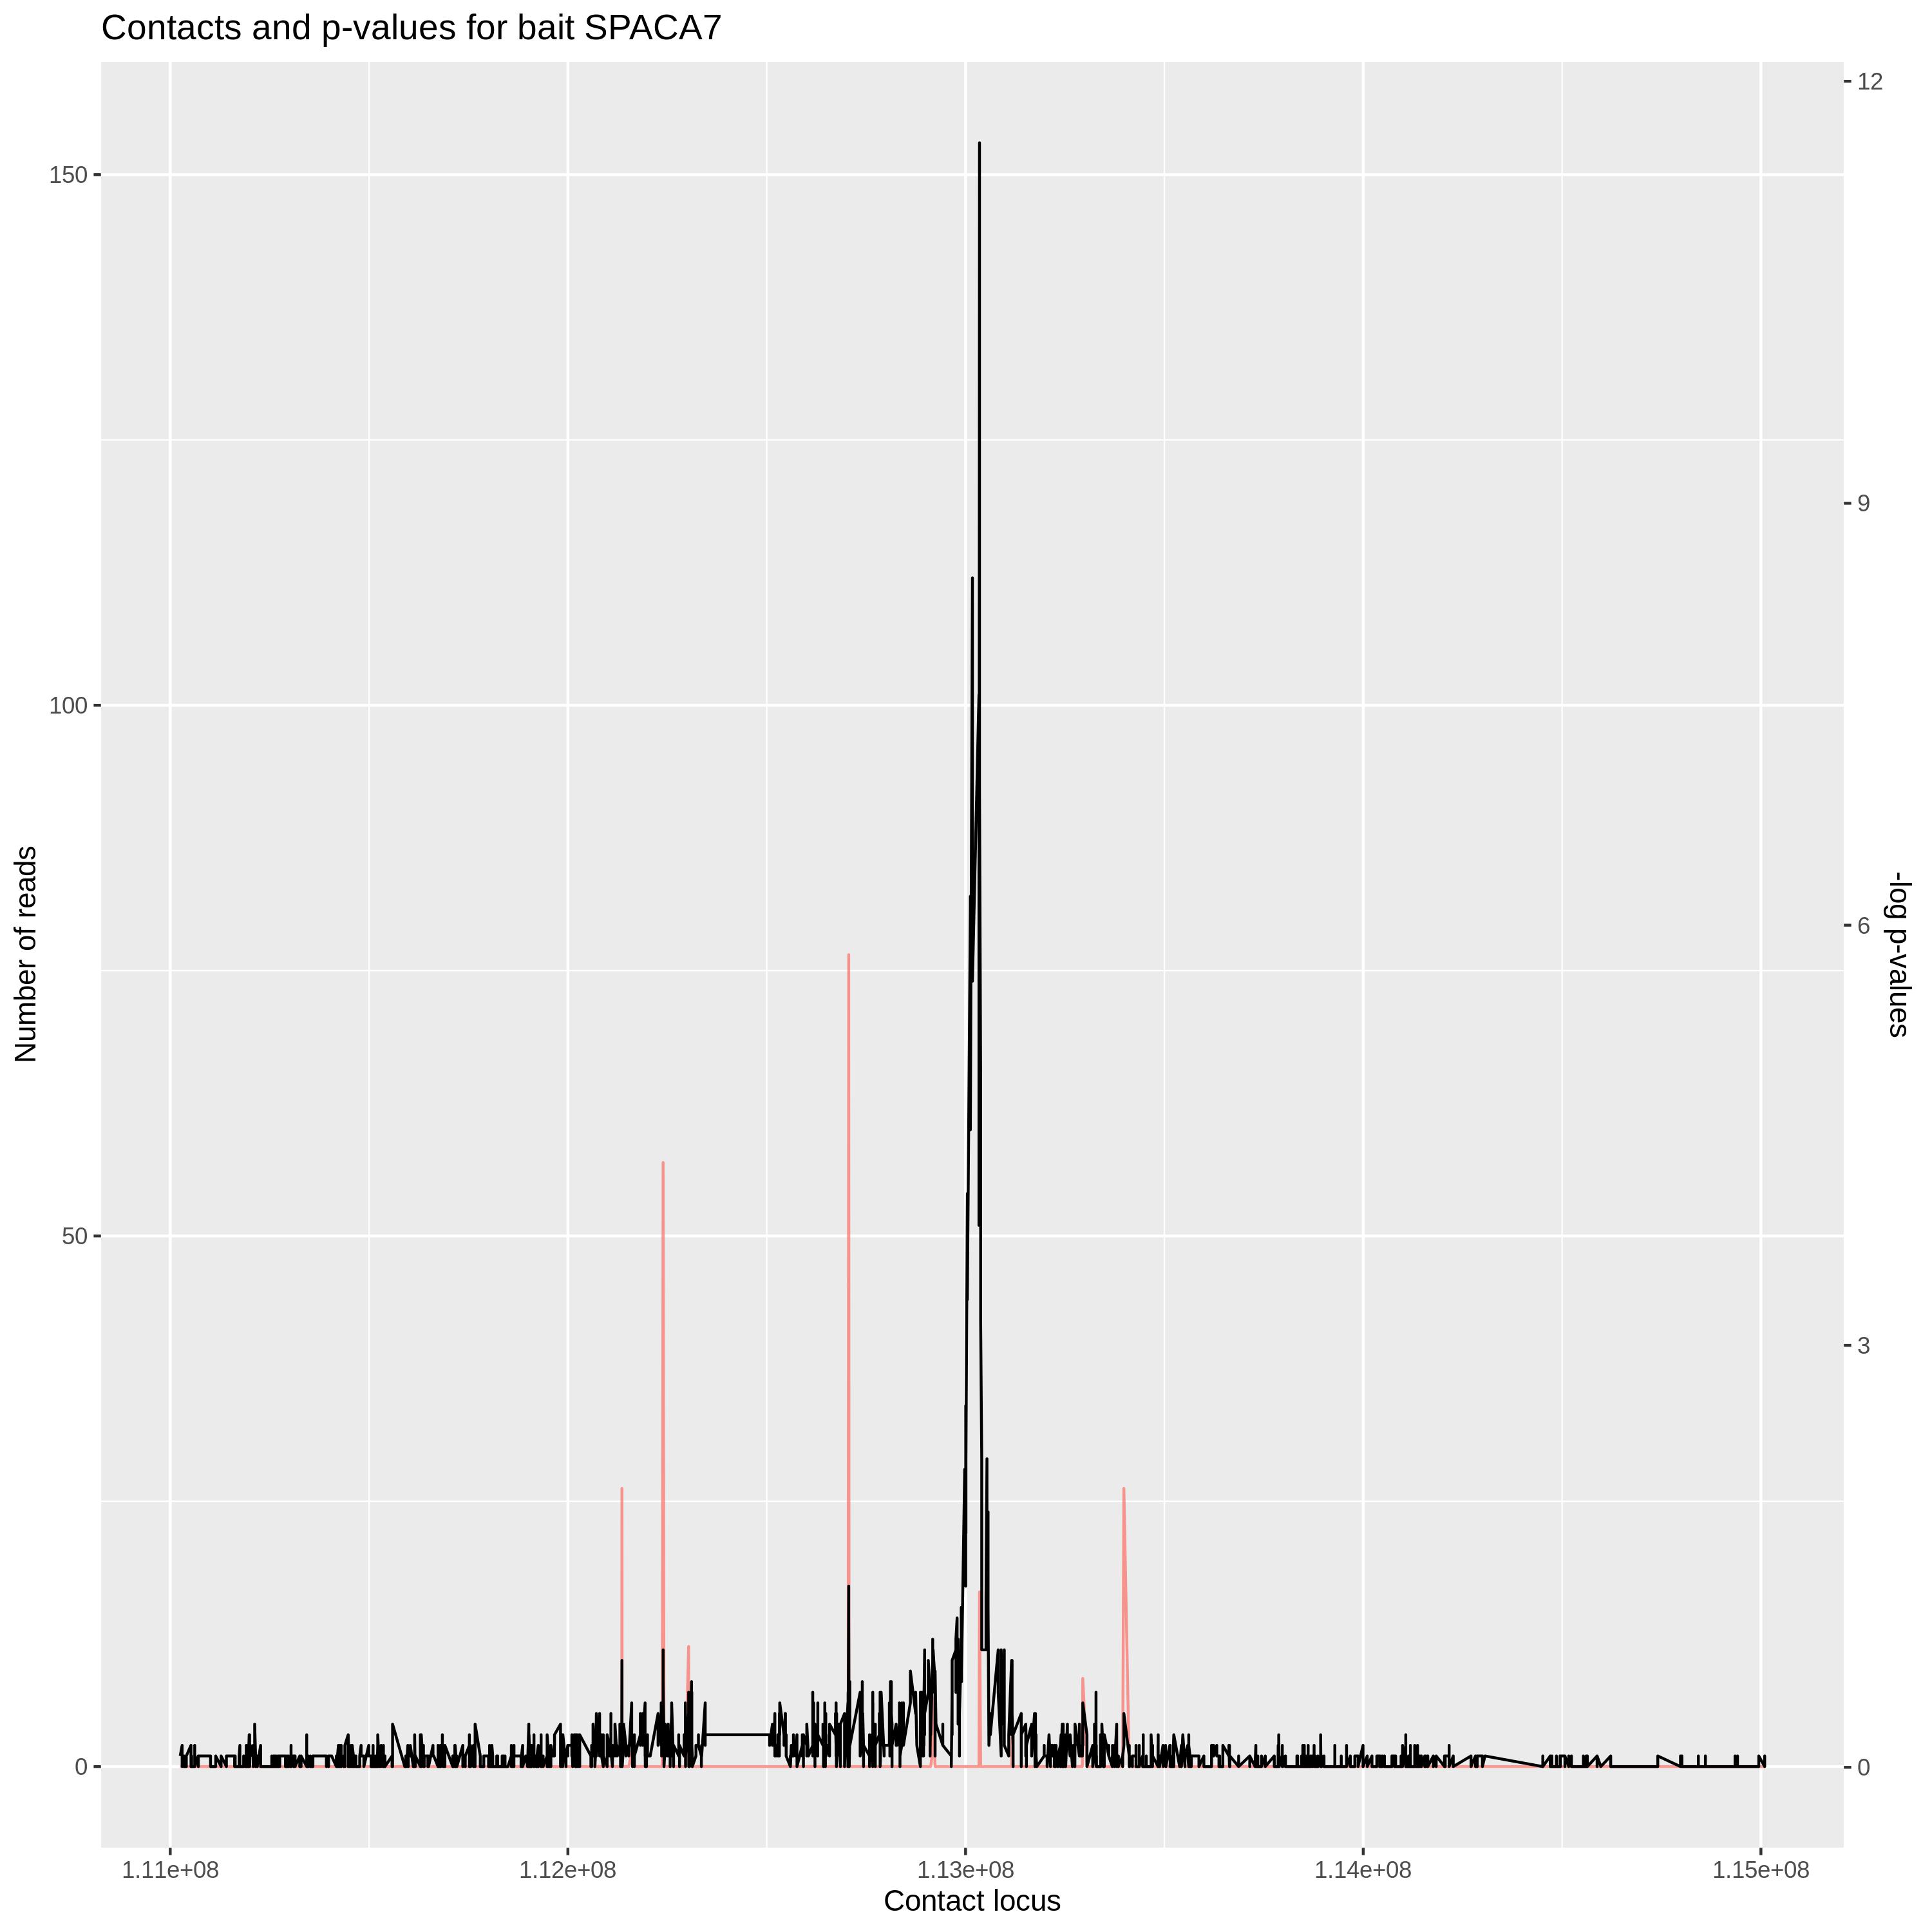 Contacts and p-values for bait SPACA7
12
150
9
100
6
Number of reads
-log p-values
50
3
0
0
1.11e+08
1.12e+08
1.13e+08
1.14e+08
1.15e+08
Contact locus